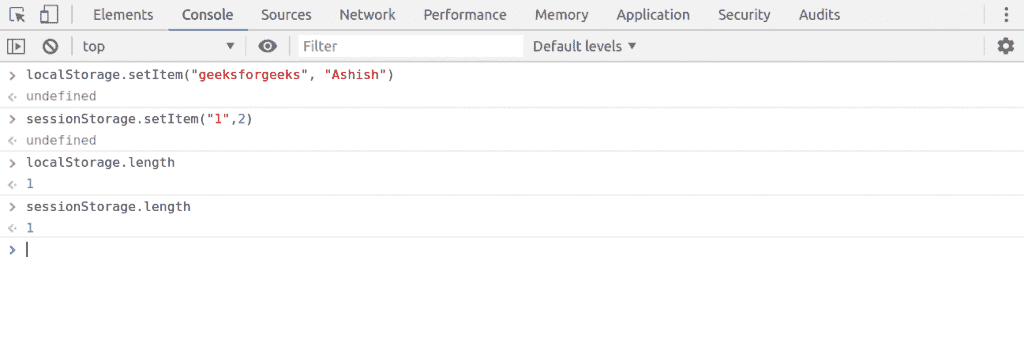 Elements Console Sources Network Performance Memory Application Security Audits
top Filter Default levels
localStorage.setItem("geeksforgeeks", "Ashish")
undefined
sessionStorage.setItem("1",2)
undefined
localStorage.length
1
sessionStorage.length
1